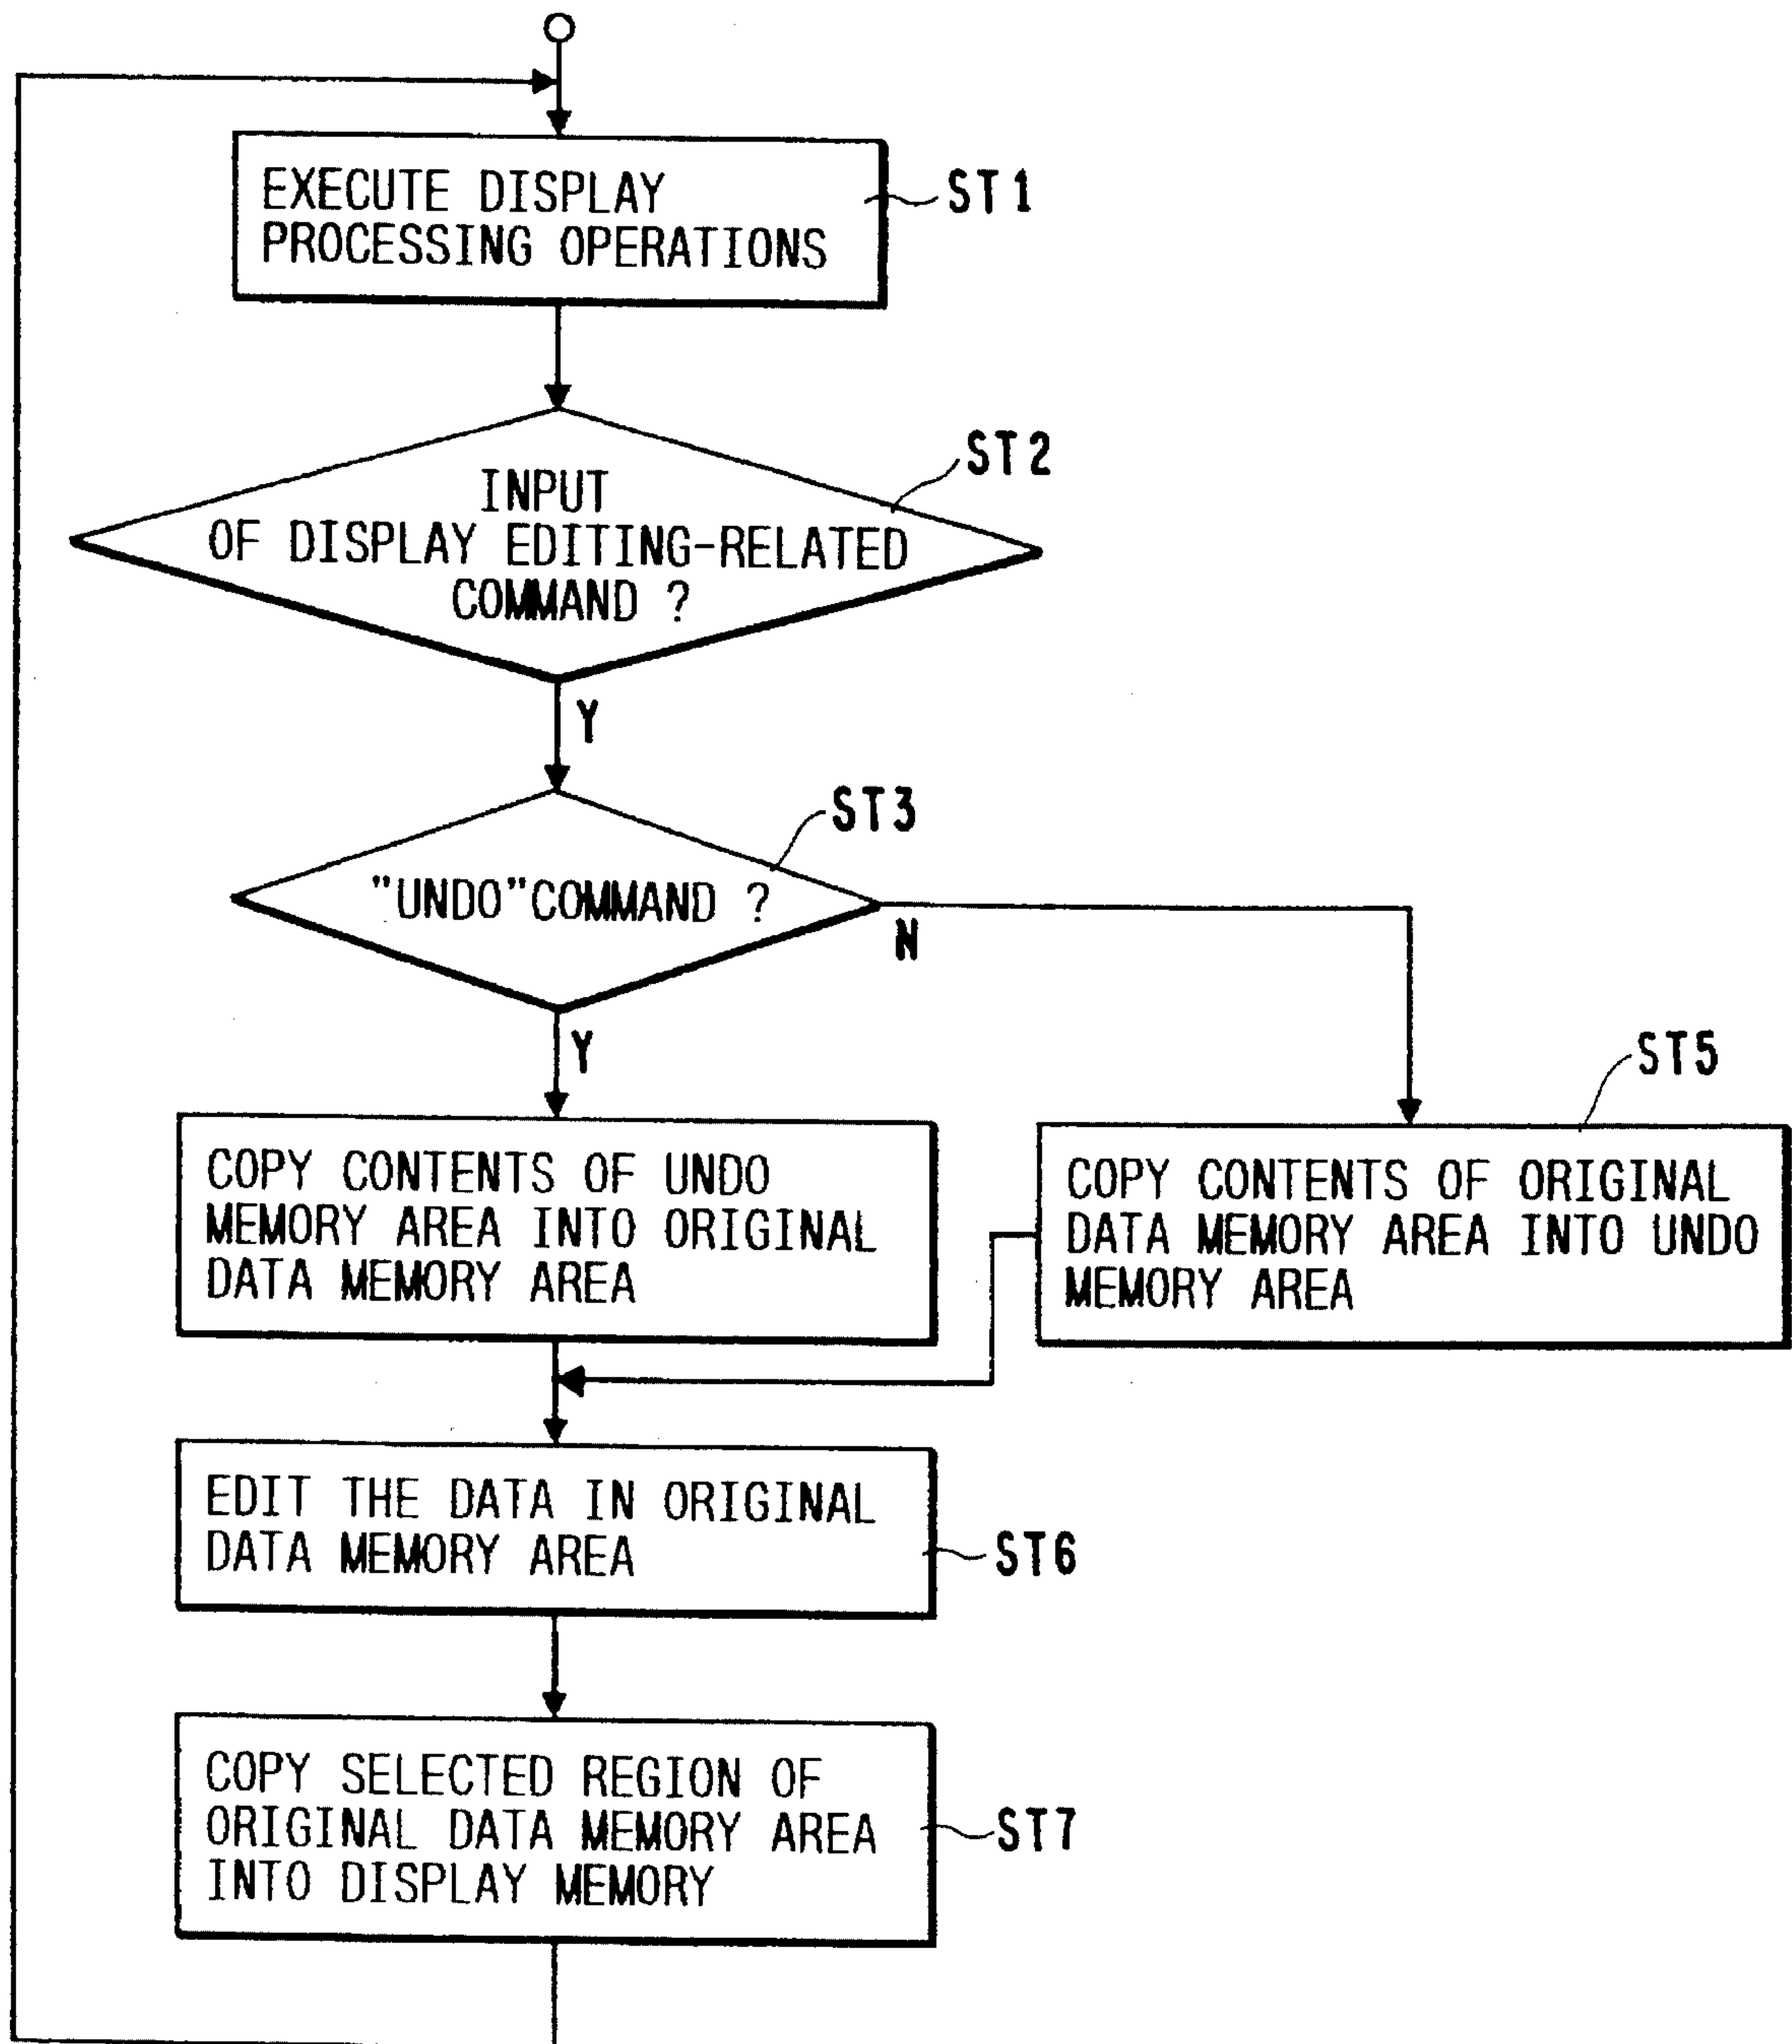 EXECUTE DISPLAY
PROCESSING OPERATIONS
ST1
INPUT
OF DISPLAY EDITING-RELATED
COMMAND ?
ST2
Y
"UNDO"COMMAND ?
ST3
N
Y
COPY CONTENTS OF UNDO
MEMORY AREA INTO ORIGINAL
DATA MEMORY AREA
ST5
COPY CONTENTS OF ORIGINAL
DATA MEMORY AREA INTO UNDO
MEMORY AREA
EDIT THE DATA IN ORIGINAL
DATA MEMORY AREA
ST6
COPY SELECTED REGION OF
ORIGINAL DATA MEMORY AREA
INTO DISPLAY MEMORY
ST7